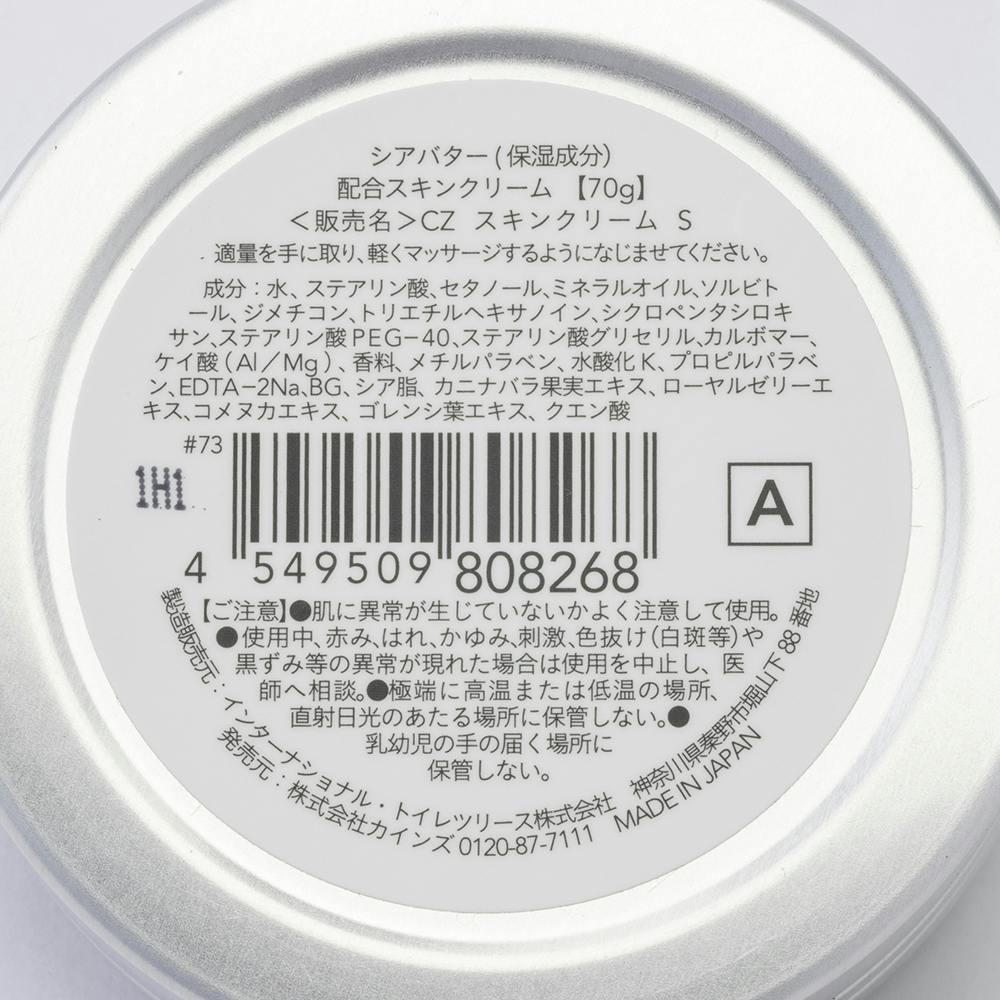 シアバター(保湿成分)
配合スキンクリーム 【70g】
＜販売名＞CZ スキンクリーム S
適量を手に取り、軽くマッサージするようになじませてください。
成分：水、ステアリン酸、セタノール、ミネラルオイル、ソルビト
ール、ジメチコン、トリエチルヘキサノイン、シクロペンタシロキ
サン、ステアリン酸PEG−40、ステアリン酸グリセリル、カルボマー、
ケイ酸(Al／Mg)、香料、メチルパラベン、水酸化K、プロピルパラベ
ン、EDTA−2Na、BG、シア脂、カニナバラ果実エキス、ローヤルゼリーエ
キス、コメヌカエキス、ゴレンシ葉エキス、クエン酸
#73
1H1
A
4 549509 808268
【ご注意】●肌に異常が生じていないかよく注意して使用。
●使用中、赤み、はれ、かゆみ、刺激、色抜け(白斑等)や
黒ずみ等の異常が現れた場合は使用を中止し、医
師へ相談。●極端に高温または低温の場所、
直射日光のあたる場所に保管しない。●
乳幼児の手の届く場所に
保管しない。
製造販売元：インターナショナル・トイレツリース株式会社 神奈川県秦野市堀山下88番地
発売元：株式会社カインズ 0120-87-7111 MADE IN JAPAN